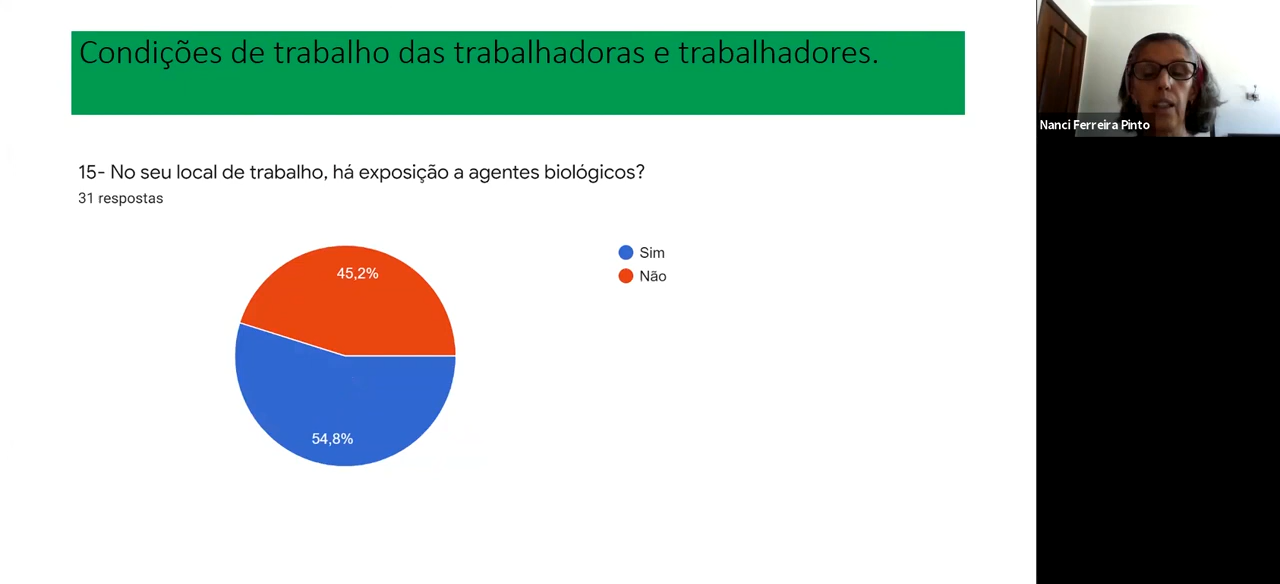 Condições de trabalho das trabalhadoras e trabalhadores.
Nanci Ferreira Pinto
15- No seu local de trabalho, há exposição a agentes biológicos?
31 respostas
Sim
Não
45,2%
54,8%